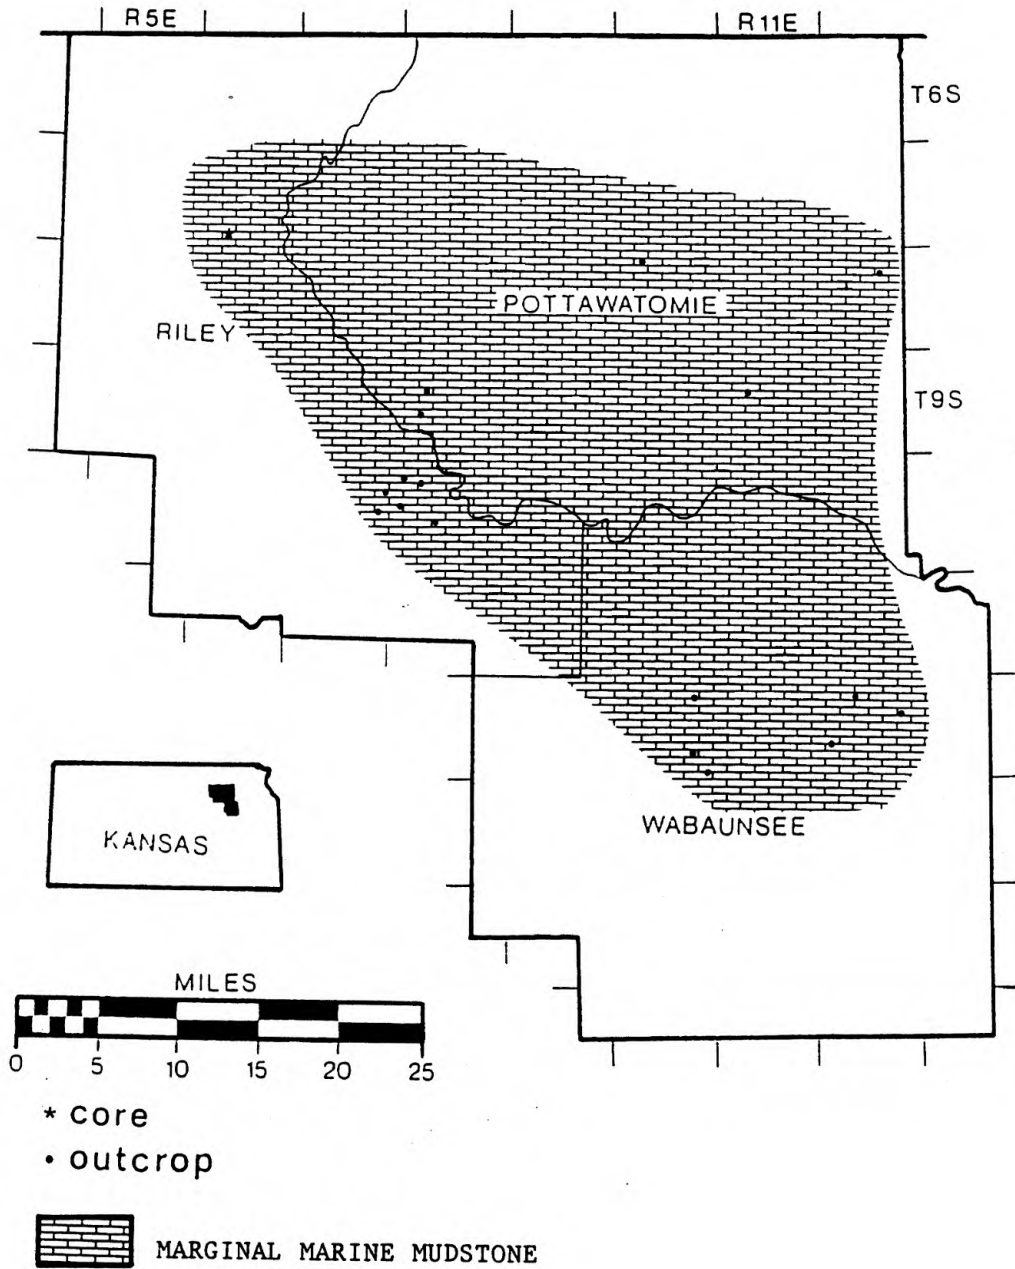 R5E
R11E
T6S
POTTAWATOMIE
RILEY
T9S
WABAUNSEE
KANSAS
MILES
0 5 10 15 20 25
* core
• outcrop
MARGINAL MARINE MUDSTONE